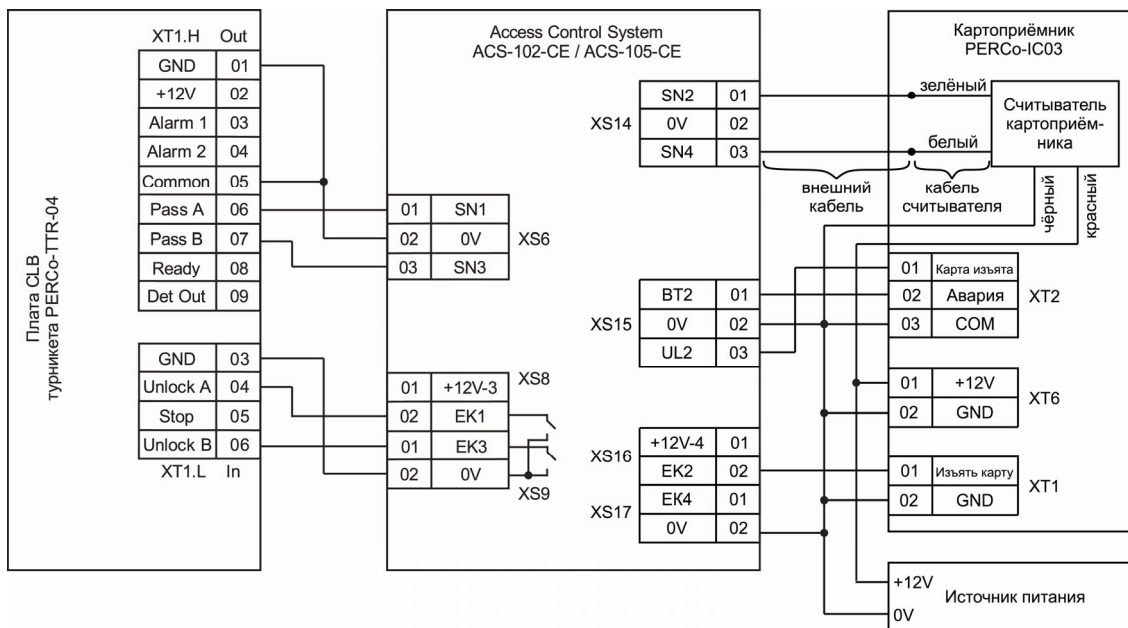 Плата CLB
турникета PERCo-TTR-04
XT1.H Out
GND 01
+12V 02
Alarm 1 03
Alarm 2 04
Common 05
Pass A 06
Pass B 07
Ready 08
Det Out 09
GND 03
Unlock A 04
Stop 05
Unlock B 06
XT1.L In
Access Control System
ACS-102-CE / ACS-105-CE
01 SN1
02 0V
03 SN3
XS6
XS8
01 +12V-3
02 EK1
01 EK3
02 0V
XS9
XS14
SN2 01
0V 02
SN4 03
XS15
BT2 01
0V 02
UL2 03
XS16
+12V-4 01
EK2 02
XS17
EK4 01
0V 02
Картоприёмник
PERCo-IC03
зелёный
белый
Считыватель
картоприём-
ника
внешний
кабель
кабель
считывателя
чёрный
красный
01 Карта изъята
02 Авария
03 COM
XT2
01 +12V
02 GND
XT6
01 Изъять карту
02 GND
XT1
+12V
Источник питания
0V